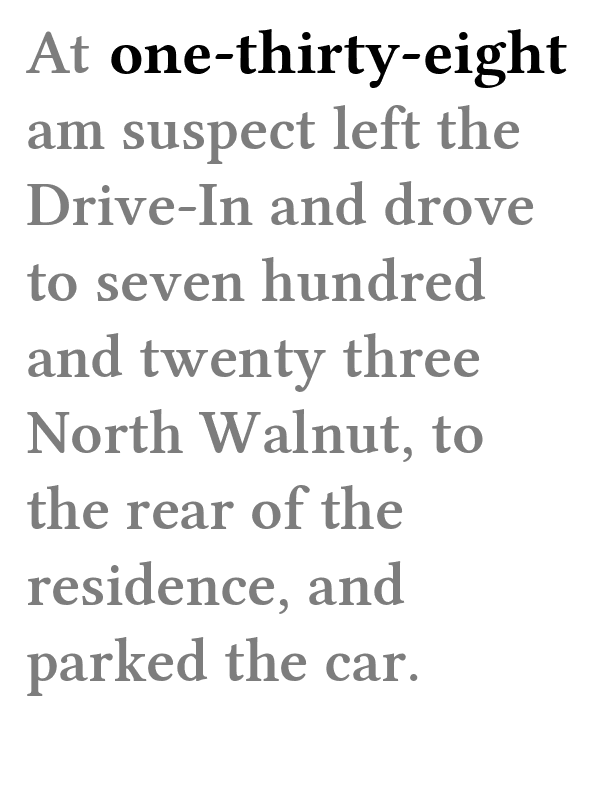 At one-thirty-eight
am suspect left the
Drive-In and drove
to seven hundred
and twenty three
North Walnut, to
the rear of the
residence, and
parked the car.